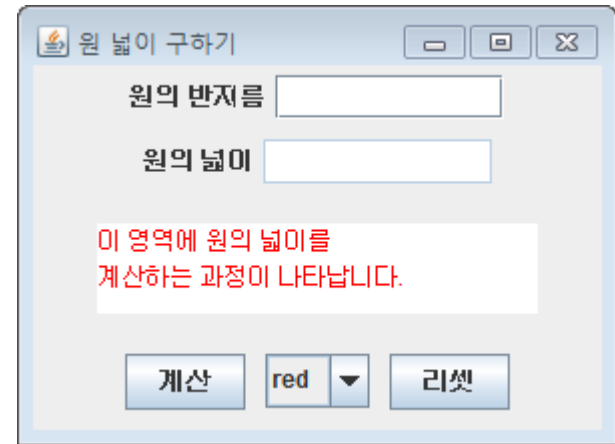 원 넓이 구하기
원의 반지름
원의 넓이
이 영역에 원의 넓이를
계산하는 과정이 나타납니다.
계산 red 리셋